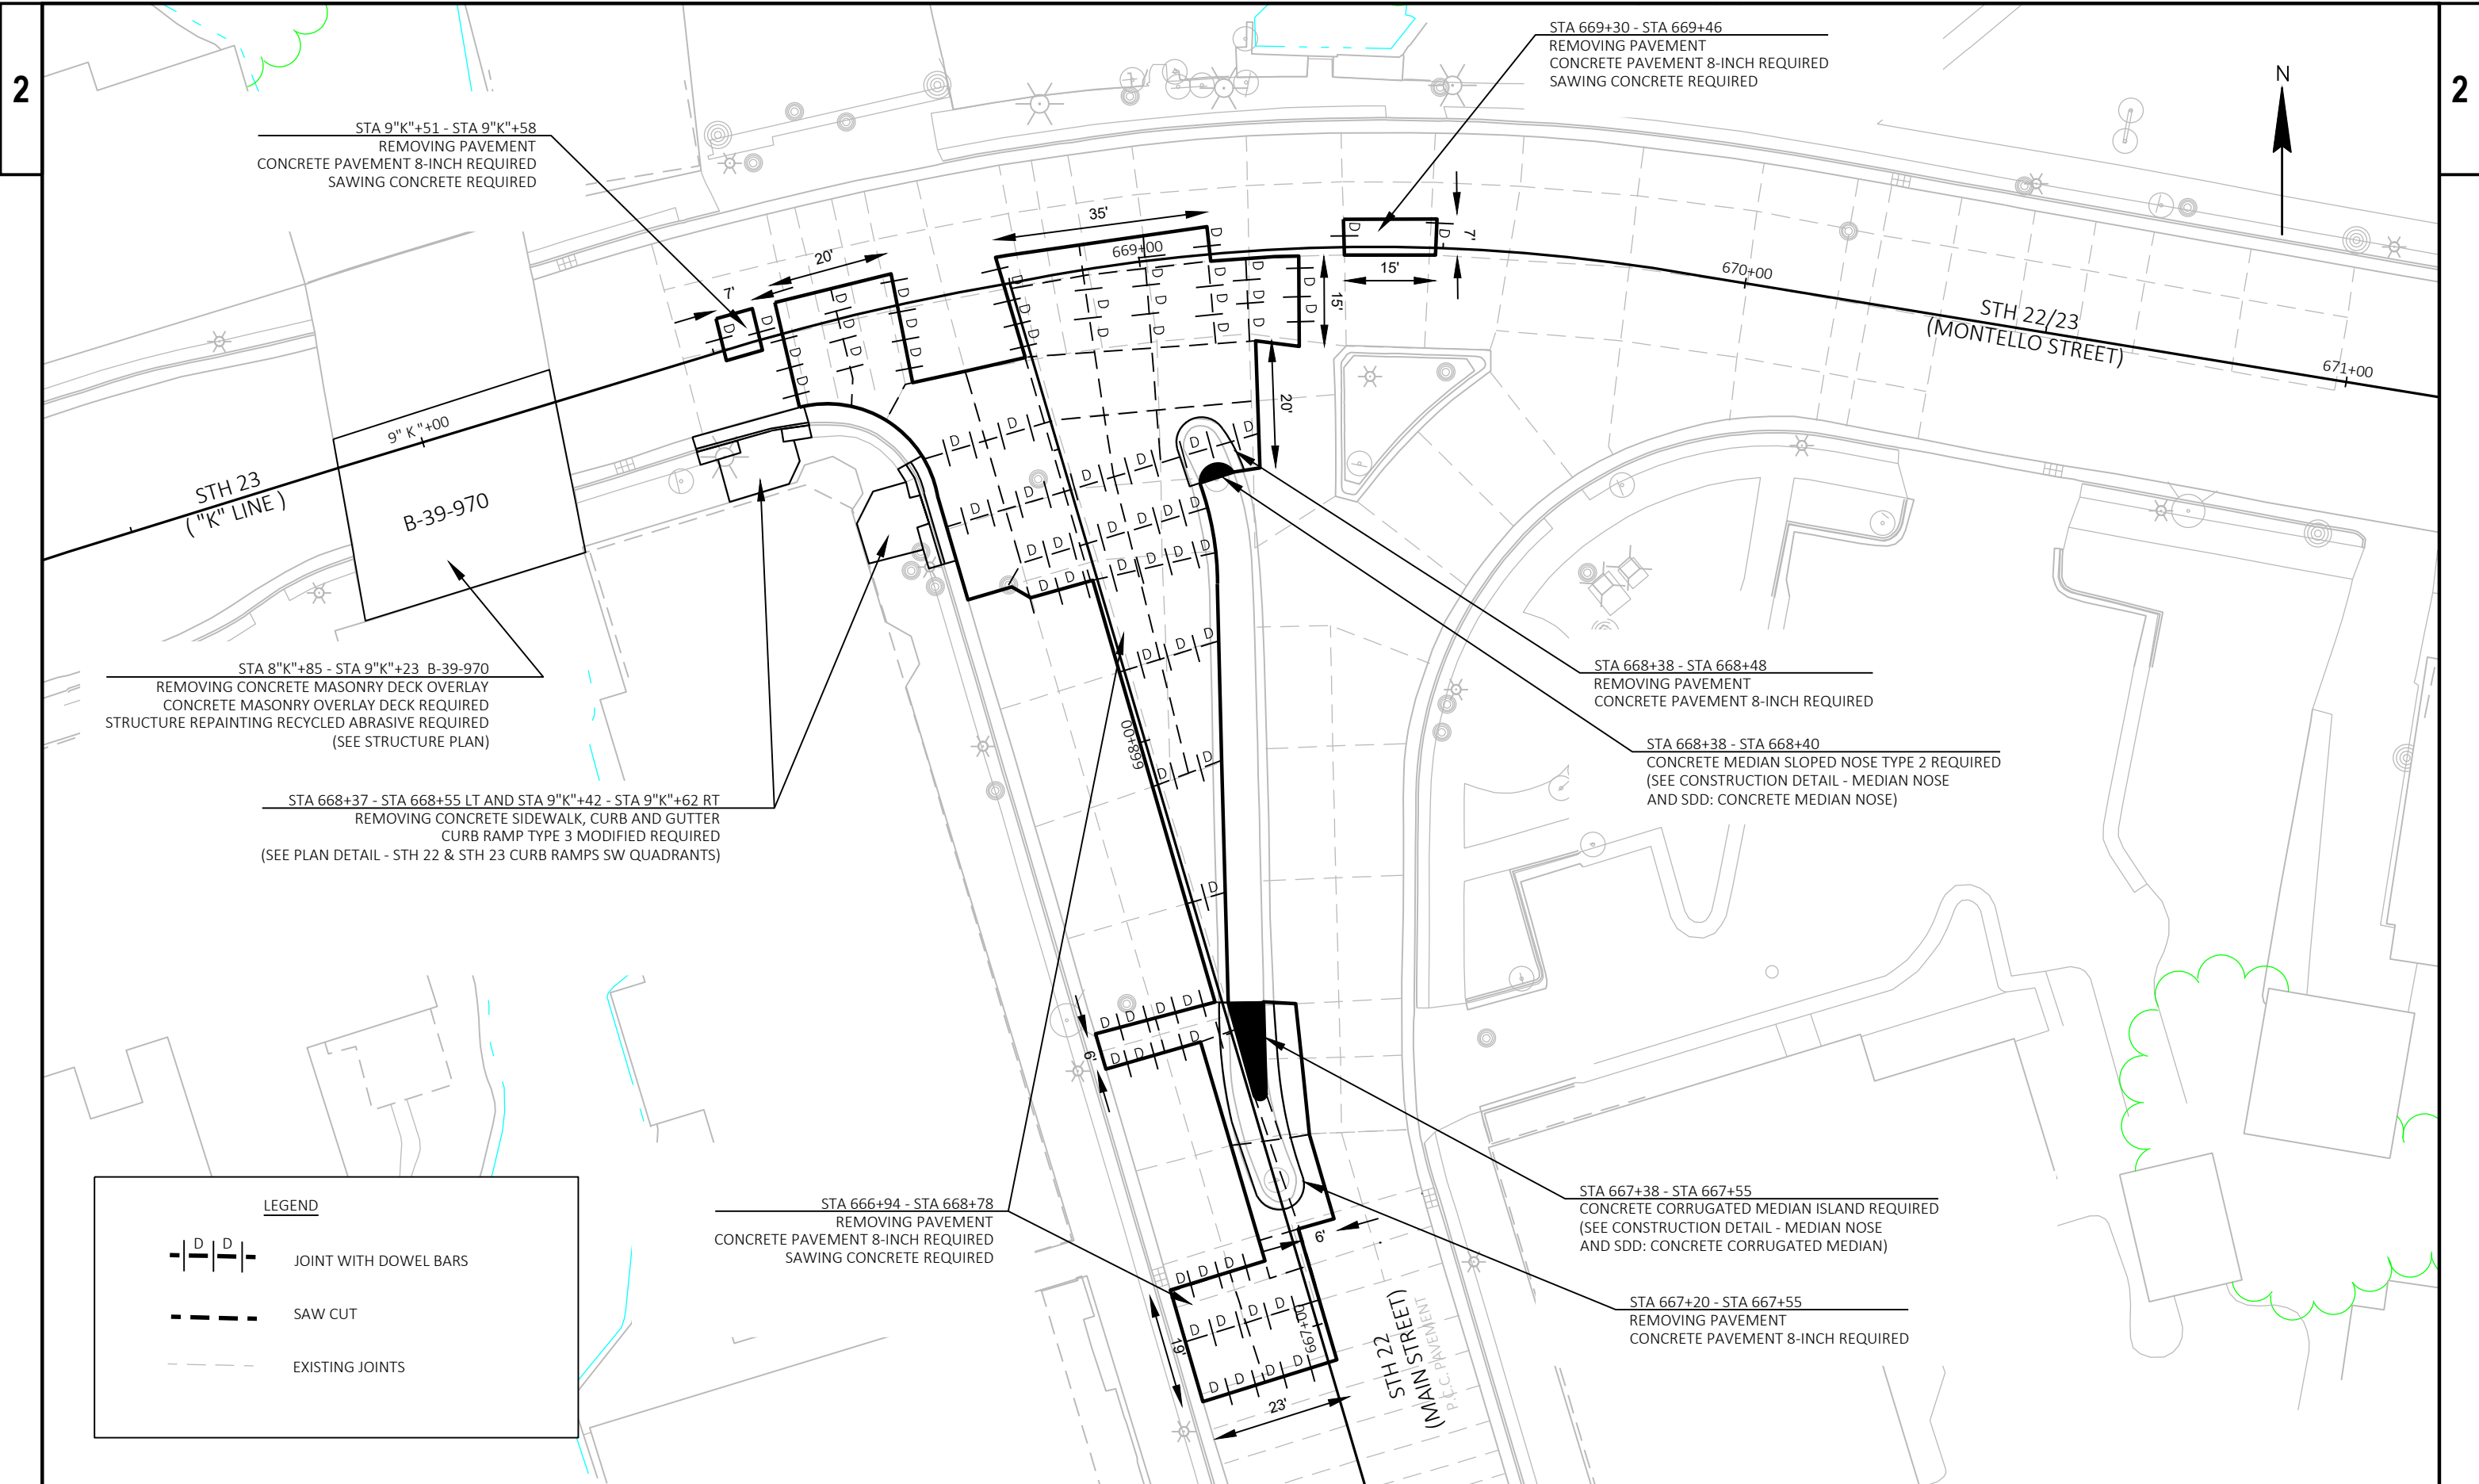 2
2
N
STA 669+30 - STA 669+46
REMOVING PAVEMENT
CONCRETE PAVEMENT 8-INCH REQUIRED
SAWING CONCRETE REQUIRED
STA 9"K"+51 - STA 9"K"+58
REMOVING PAVEMENT
CONCRETE PAVEMENT 8-INCH REQUIRED
SAWING CONCRETE REQUIRED
35'
669+00
20'
7'
7'
15'
15'
20'
670+00
STH 22/23
(MONTELLO STREET)
671+00
9" K "+00
STH 23
( "K" LINE )
B-39-970
STA 8"K"+85 - STA 9"K"+23 B-39-970
REMOVING CONCRETE MASONRY DECK OVERLAY
CONCRETE MASONRY OVERLAY DECK REQUIRED
STRUCTURE REPAINTING RECYCLED ABRASIVE REQUIRED
(SEE STRUCTURE PLAN)
STA 668+38 - STA 668+48
REMOVING PAVEMENT
CONCRETE PAVEMENT 8-INCH REQUIRED
668+00
STA 668+38 - STA 668+40
CONCRETE MEDIAN SLOPED NOSE TYPE 2 REQUIRED
(SEE CONSTRUCTION DETAIL - MEDIAN NOSE
AND SDD: CONCRETE MEDIAN NOSE)
STA 668+37 - STA 668+55 LT AND STA 9"K"+42 - STA 9"K"+62 RT
REMOVING CONCRETE SIDEWALK, CURB AND GUTTER
CURB RAMP TYPE 3 MODIFIED REQUIRED
(SEE PLAN DETAIL - STH 22 & STH 23 CURB RAMPS SW QUADRANTS)
6'
STA 666+94 - STA 668+78
REMOVING PAVEMENT
CONCRETE PAVEMENT 8-INCH REQUIRED
SAWING CONCRETE REQUIRED
STA 667+38 - STA 667+55
CONCRETE CORRUGATED MEDIAN ISLAND REQUIRED
(SEE CONSTRUCTION DETAIL - MEDIAN NOSE
AND SDD: CONCRETE CORRUGATED MEDIAN)
6'
STA 667+20 - STA 667+55
REMOVING PAVEMENT
CONCRETE PAVEMENT 8-INCH REQUIRED
667+00
19'
23'
STH 22
(MAIN STREET)
P.C.C. PAVEMENT
LEGEND
D D
JOINT WITH DOWEL BARS
SAW CUT
EXISTING JOINTS